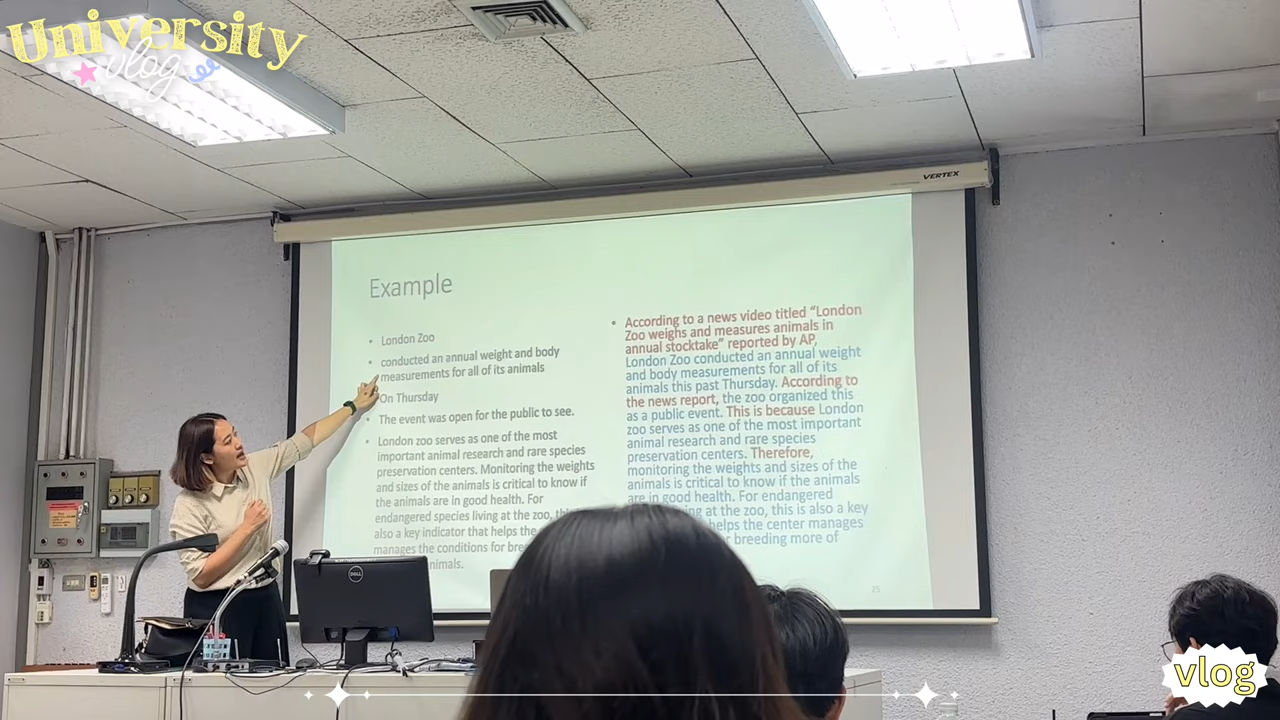 University
vlog
VERTEX
Example
• London Zoo
• conducted an annual weight and body
measurements for all of its animals
• On Thursday
• The event was open for the public to see.
• London zoo serves as one of the most
important animal research and rare species
preservation centers. Monitoring the weights
and sizes of the animals is critical to know if
the animals are in good health. For
endangered species living at the zoo,
also a key indicator that helps the
manages the conditions for
animals.
• According to a news video titled “London
Zoo weighs and measures animals in
annual stocktake” reported by AP,
London Zoo conducted an annual weight
and body measurements for all of its
animals this past Thursday. According to
the news report, the zoo organized this
as a public event. This is because London
zoo serves as one of the most important
animal research and rare species
preservation centers. Therefore,
monitoring the weights and sizes of the
animals is critical to know if the animals
are in good health. For endangered
at the zoo, this is also a key
helps the center manages
breeding more of
25
DELL
vlog